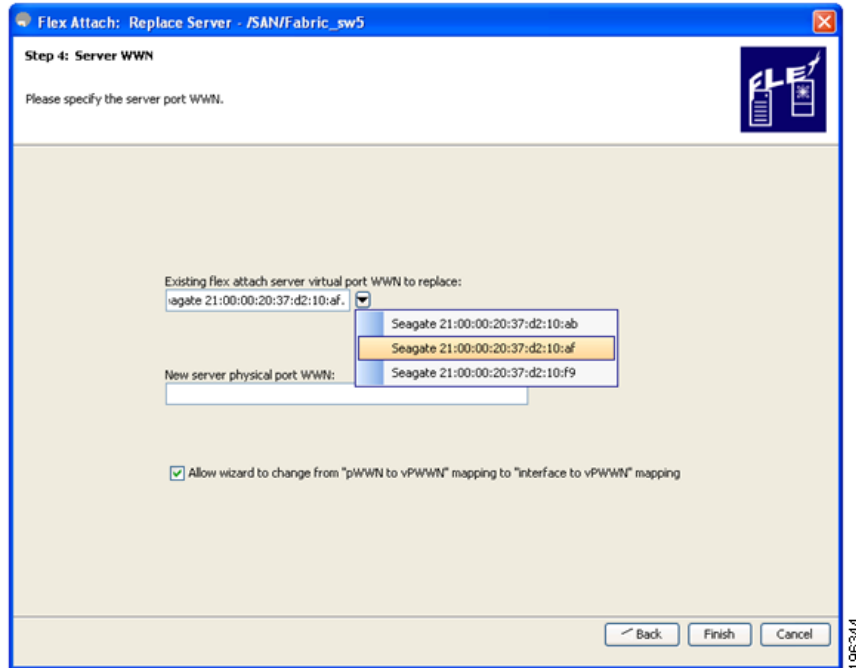 Flex Attach: Replace Server - /SAN/Fabric_sw5
Step 4: Server WWN
FLEX
Please specify the server port WWN.
Existing flex attach server virtual port WWN to replace:
agate 21:00:00:20:37:d2:10:af.
Seagate 21:00:00:20:37:d2:10:ab
Seagate 21:00:00:20:37:d2:10:af
Seagate 21:00:00:20:37:d2:10:f9
New server physical port WWN:
Allow wizard to change from "pWWN to vPWWN" mapping to "interface to vPWWN" mapping
Back Finish Cancel
196344